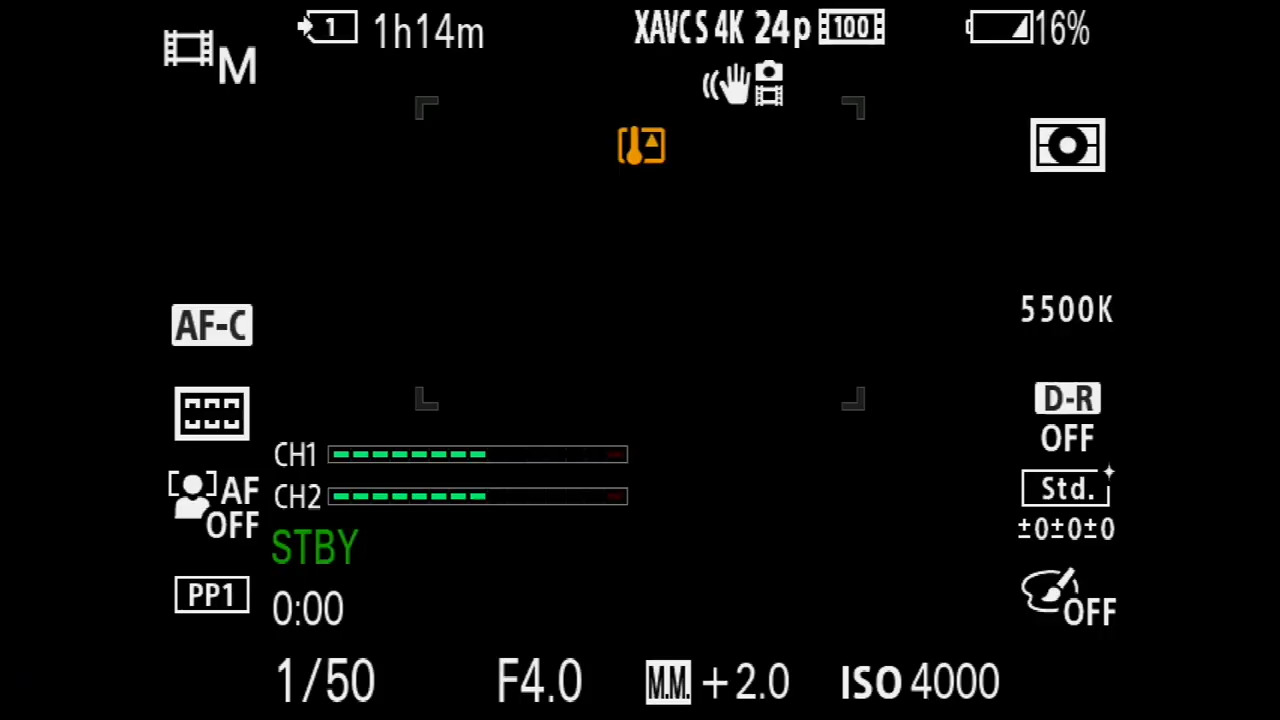 M
1 1h14m XAVC S 4K 24p 100 16%
5500K
AF-C
D-R
OFF
CH1
AF
OFF
CH2
Std.
±0±0±0
STBY
PP1
0:00
OFF
1/50 F4.0 M.M. +2.0 ISO 4000